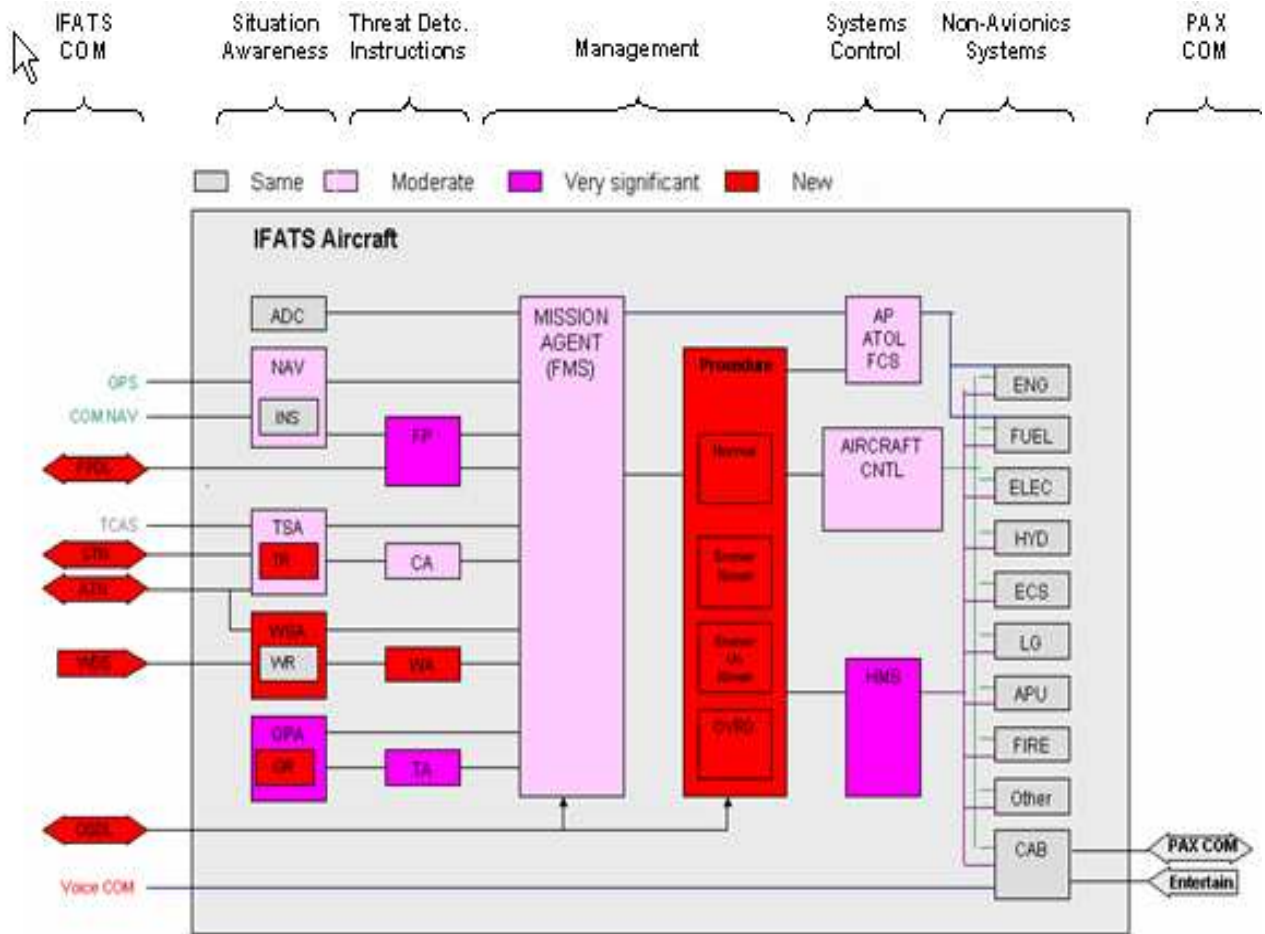 IFATS
COM
Situation
Awareness
Threat Detc.
Instructions
Management
Systems
Control
Non-Avionics
Systems
PAX
COM
Same
Moderate
Very significant
New
IFATS Aircraft
ADC
NAV
INS
GPS
COM NAV
FP
TCAS
TSA
TR
CA
ATN
WSA
WR
WA
OPA
TA
Voice COM
MISSION
AGENT
(FMS)
Procedure
Normal
OVRD
AP
ATOL
FCS
AIRCRAFT
CNTL
HMS
ENG
FUEL
ELEC
HYD
ECS
LG
APU
FIRE
Other
CAB
PAX COM
Entertain